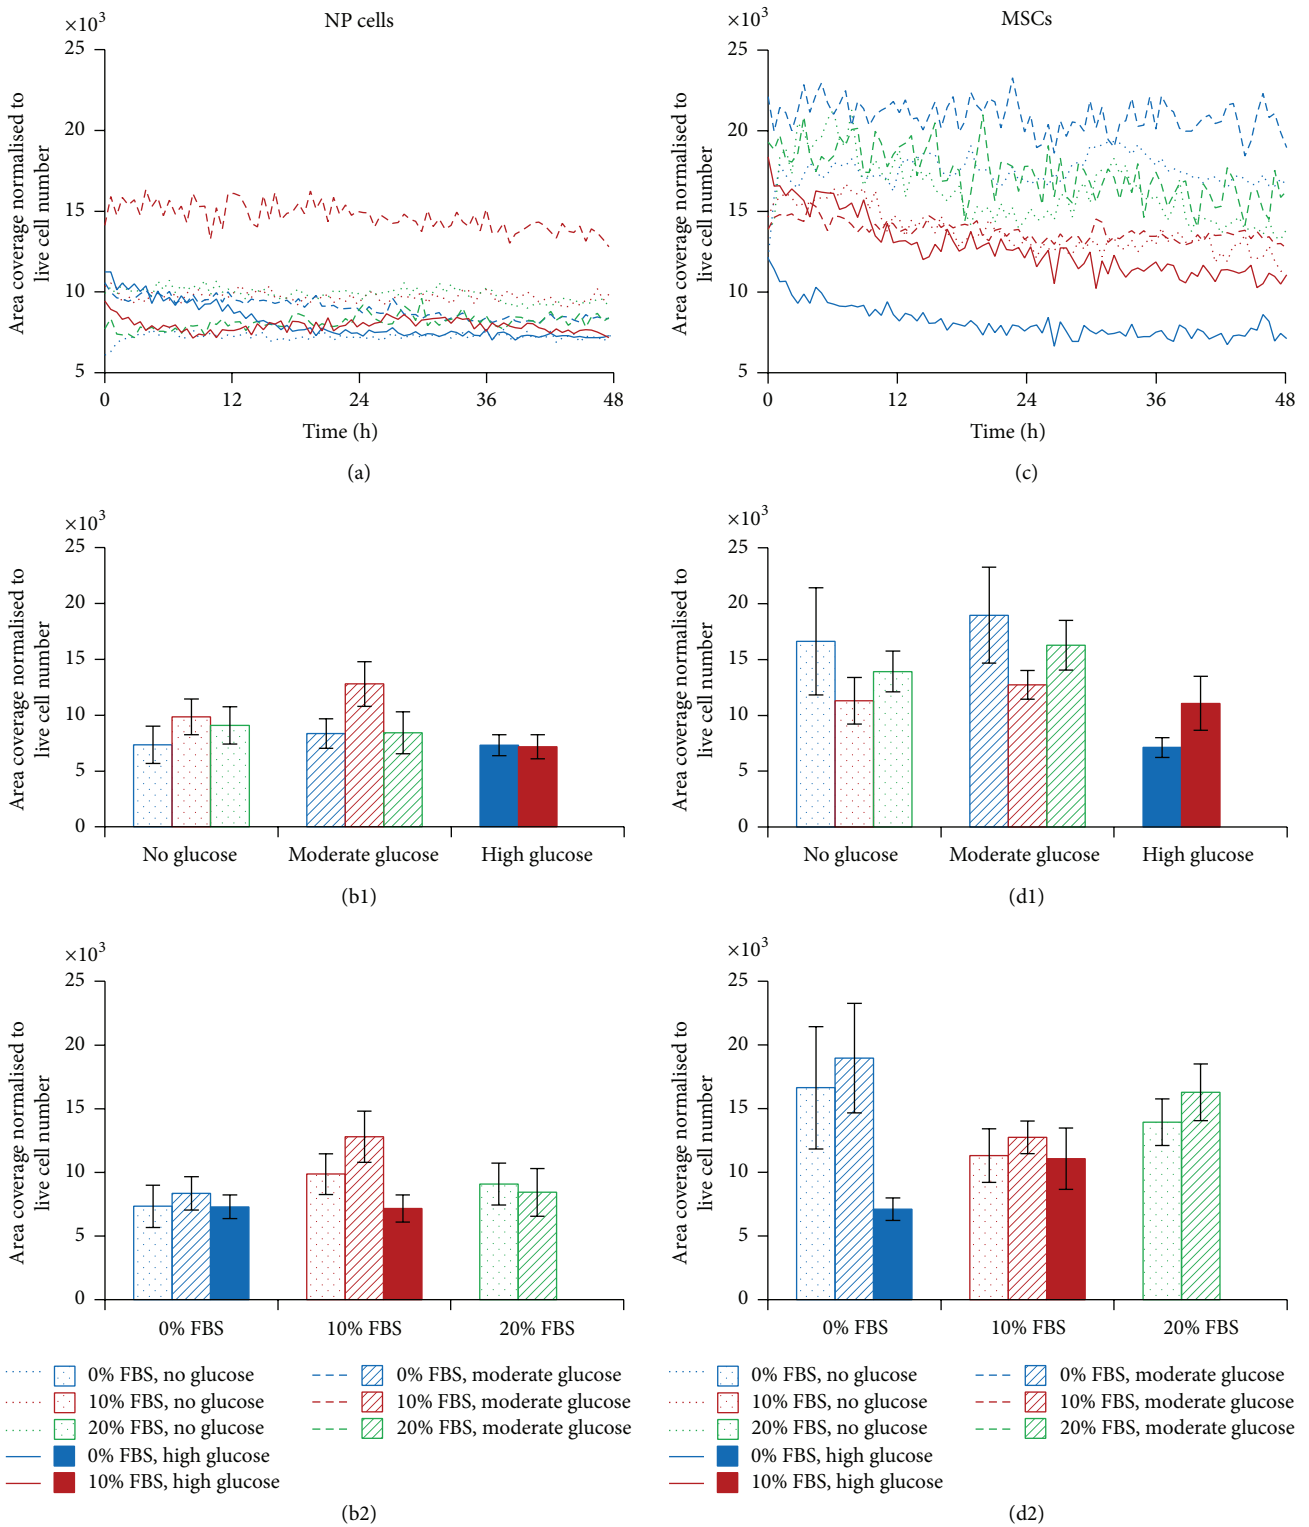 NP cells
×10³
Area coverage normalised to
live cell number
25
20
15
10
5
0
12
24
36
48
Time (h)
(a)
MSCs
×10³
Area coverage normalised to
live cell number
25
20
15
10
5
0
12
24
36
48
Time (h)
(c)
×10³
Area coverage normalised to
live cell number
25
20
15
10
5
0
No glucose
Moderate glucose
High glucose
(b1)
×10³
Area coverage normalised to
live cell number
25
20
15
10
5
0
No glucose
Moderate glucose
High glucose
(d1)
×10³
Area coverage normalised to
live cell number
25
20
15
10
5
0
0% FBS
10% FBS
20% FBS
0% FBS, no glucose
10% FBS, no glucose
20% FBS, no glucose
0% FBS, high glucose
10% FBS, high glucose
0% FBS, moderate glucose
10% FBS, moderate glucose
20% FBS, moderate glucose
(b2)
×10³
Area coverage normalised to
live cell number
25
20
15
10
5
0
0% FBS
10% FBS
20% FBS
0% FBS, no glucose
10% FBS, no glucose
20% FBS, no glucose
0% FBS, high glucose
10% FBS, high glucose
0% FBS, moderate glucose
10% FBS, moderate glucose
20% FBS, moderate glucose
(d2)